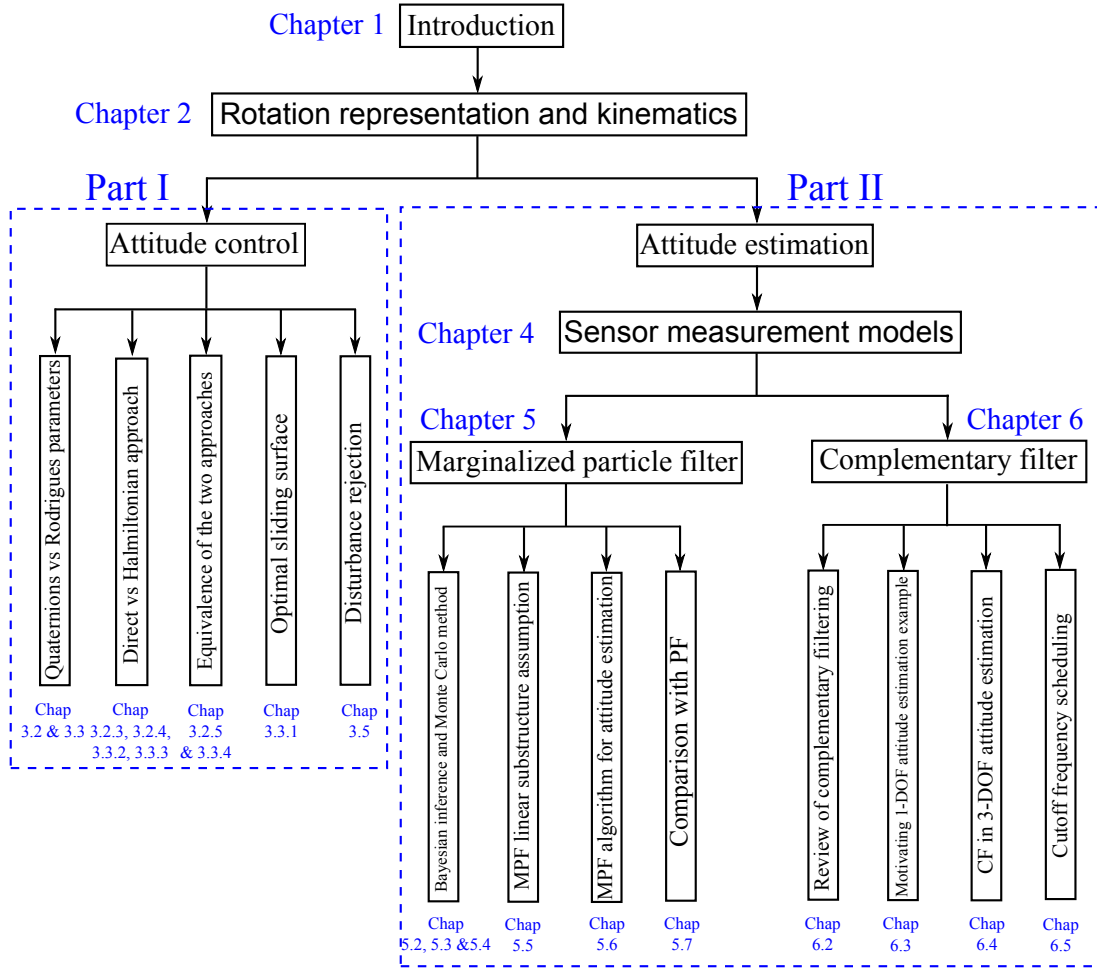 Chapter 1
Introduction
Chapter 2
Rotation representation and kinematics
Part I
Part II
Attitude control
Attitude estimation
Chapter 4
Sensor measurement models
Quaternions vs Rodrigues parameters
Direct vs Halmiltonian approach
Equivalence of the two approaches
Optimal sliding surface
Disturbance rejection
Chap
3.2 & 3.3
Chap
3.2.3, 3.2.4,
3.3.2, 3.3.3
Chap
3.2.5
& 3.3.4
Chap
3.3.1
Chap
3.5
Chapter 5
Marginalized particle filter
Chapter 6
Complementary filter
Bayesian inference and Monte Carlo method
MPF linear substructure assumption
MPF algorithm for attitude estimation
Comparison with PF
Review of complementary fiiltering
Motivating 1-DOF attitude estimation example
CF in 3-DOF attitude estimation
Cutoff frequency scheduling
Chap
5.2, 5.3 &5.4
Chap
5.5
Chap
5.6
Chap
5.7
Chap
6.2
Chap
6.3
Chap
6.4
Chap
6.5